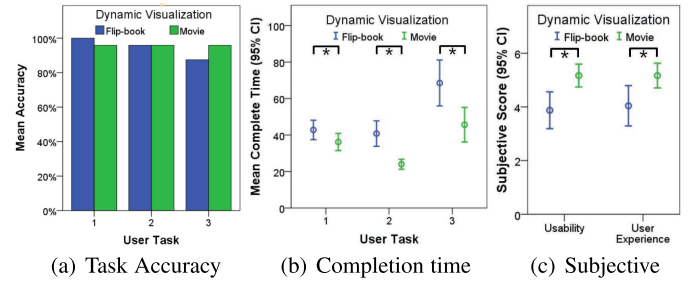 Dynamic Visualization
Flip-book Movie
100%
80%
60%
40%
20%
0%
Mean Accuracy
1 2 3
User Task
(a) Task Accuracy
Dynamic Visualization
Flip-book Movie
100
80
60
40
20
0
Mean Complete Time (95% CI)
* * *
1 2 3
User Task
(b) Completion time
Dynamic Visualization
Flip-book Movie
6
4
2
0
Subjective Score (95% CI)
* *
Usability User
Experience
(c) Subjective